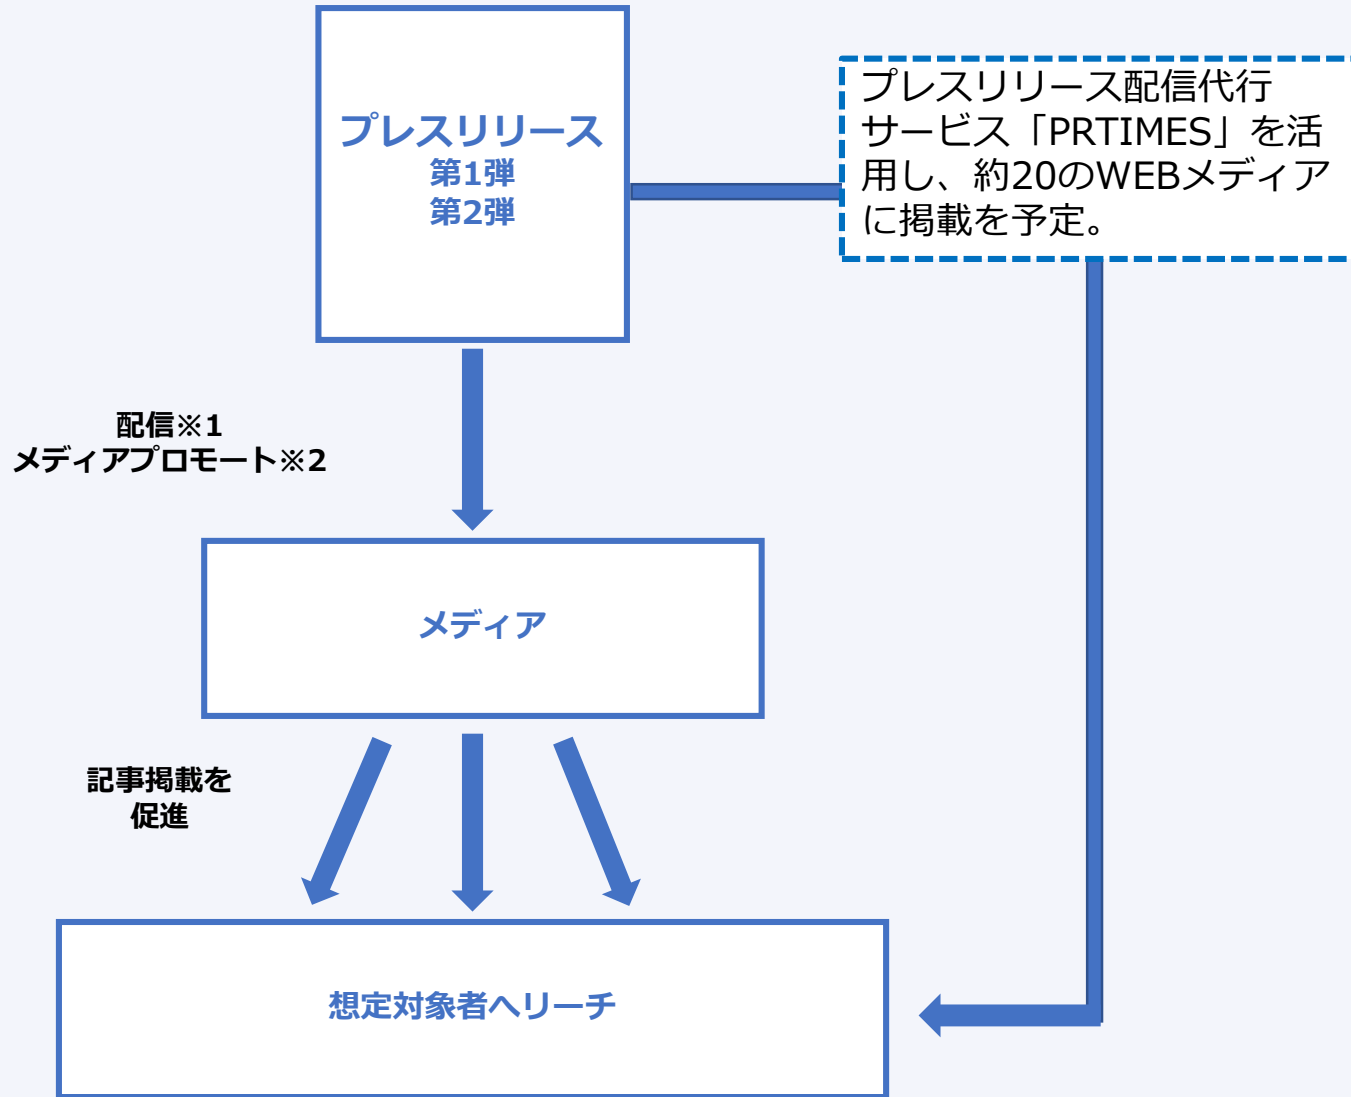 プレスリリース
第1弾
第2弾
プレスリリース配信代行
サービス「PRTIMES」を活
用し、約20のWEBメディア
に掲載を予定。
配信※1
メディアプロモート※2
メディア
記事掲載を
促進
想定対象者へリーチ